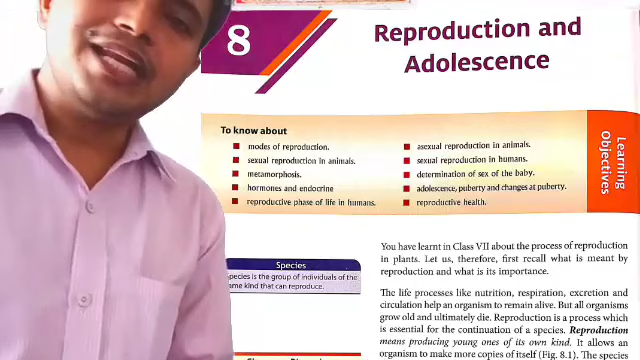 8
Reproduction and
Adolescence
To know about
modes of reproduction.
sexual reproduction in animals.
metamorphosis.
hormones and endocrine
reproductive phase of life in humans.
asexual reproduction in animals.
sexual reproduction in humans.
determination of sex of the baby.
adolescence, puberty and changes at puberty.
reproductive health.
Learning
Objectives
Species
Species is the group of individuals of the
same kind that can reproduce.
You have learnt in Class VII about the process of reproduction
in plants. Let us, therefore, first recall what is meant by
reproduction and what is its importance.
The life processes like nutrition, respiration, excretion and
circulation help an organism to remain alive. But all organisms
grow old and ultimately die. Reproduction is a process which
is essential for the continuation of a species. Reproduction
means producing young ones of its own kind. It allows an
organism to make more copies of itself (Fig. 8.1). The species